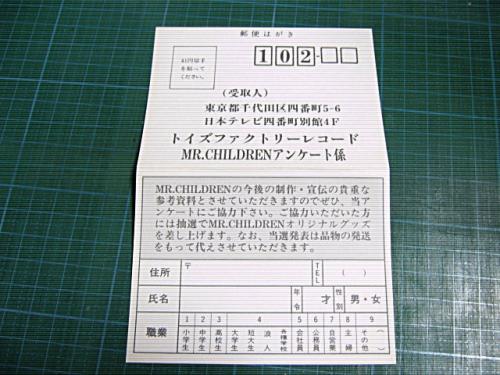 郵便はがき
41円切手
を貼って
ください。
102-
(受取人)
東京都千代田区四番町5-6
日本テレビ四番町別館4F
トイズファクトリーレコード
MR.CHILDRENアンケート係
MR.CHILDRENの今後の制作・宣伝の貴重な
参考資料とさせていただきますのでぜひ、当ア
ンケートにご協力下さい。ご協力いただいた方
には抽選でMR.CHILDRENオリジナルグッズ
を差し上げます。なお、当選発表は品物の発送
をもって代えさせていただきます。
住所 〒 TEL ( )
氏名 年令 才 性別 男・女
職業 1 2 3 4 5 6 7 8 9
小学生 中学生 高校生 大学生 短大生 浪人 各種学校 会社員 公務員 自営業 主婦 その他( )